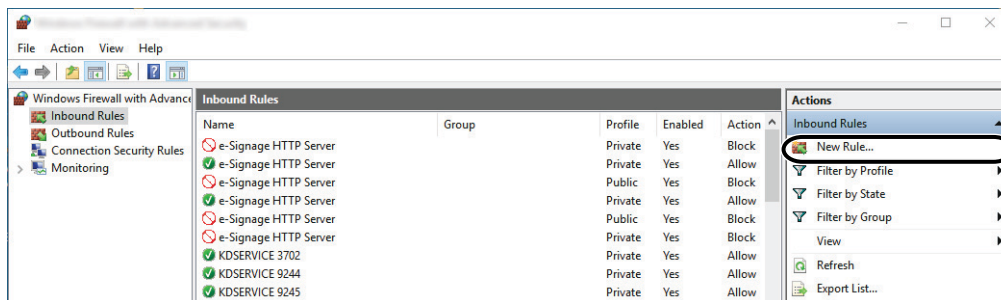 File Action View Help
Windows Firewall with Advance
Inbound Rules
Outbound Rules
Connection Security Rules
Monitoring
Inbound Rules
Name Group Profile Enabled Action
e-Signage HTTP Server Private Yes Block
e-Signage HTTP Server Private Yes Allow
e-Signage HTTP Server Public Yes Block
e-Signage HTTP Server Private Yes Allow
e-Signage HTTP Server Public Yes Block
e-Signage HTTP Server Private Yes Block
KDSERVICE 3702 Private Yes Allow
KDSERVICE 9244 Private Yes Allow
KDSERVICE 9245 Private Yes Allow
Actions
Inbound Rules
New Rule...
Filter by Profile
Filter by State
Filter by Group
View
Refresh
Export List...